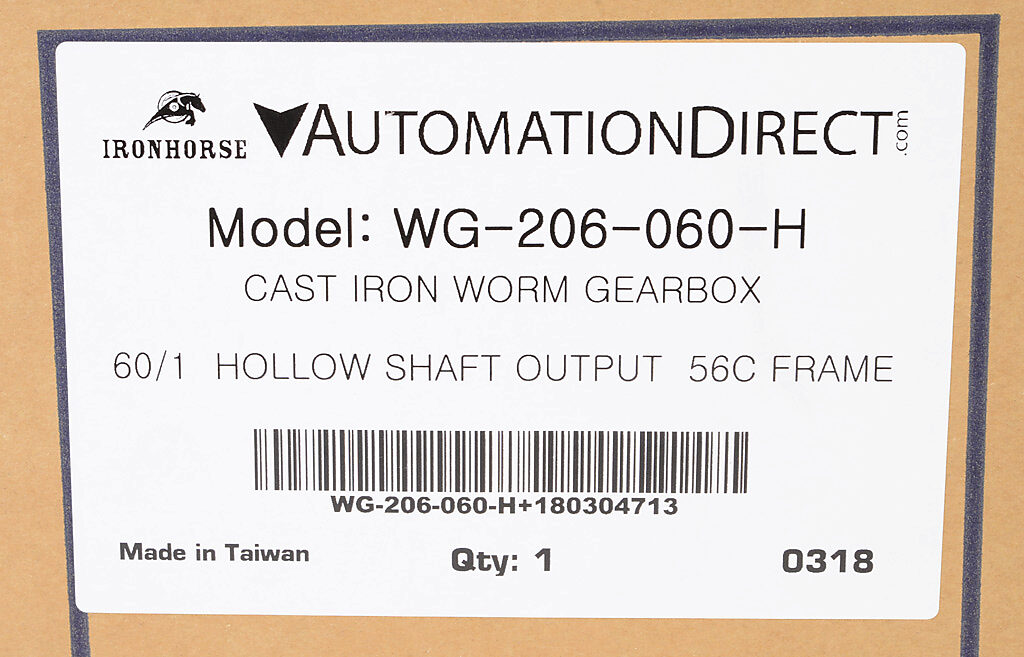 IRONHORSE AUTOMATIONDIRECT.com
Model: WG-206-060-H
CAST IRON WORM GEARBOX
60/1 HOLLOW SHAFT OUTPUT 56C FRAME
WG-206-060-H+180304713
Made in Taiwan Qty: 1 0318